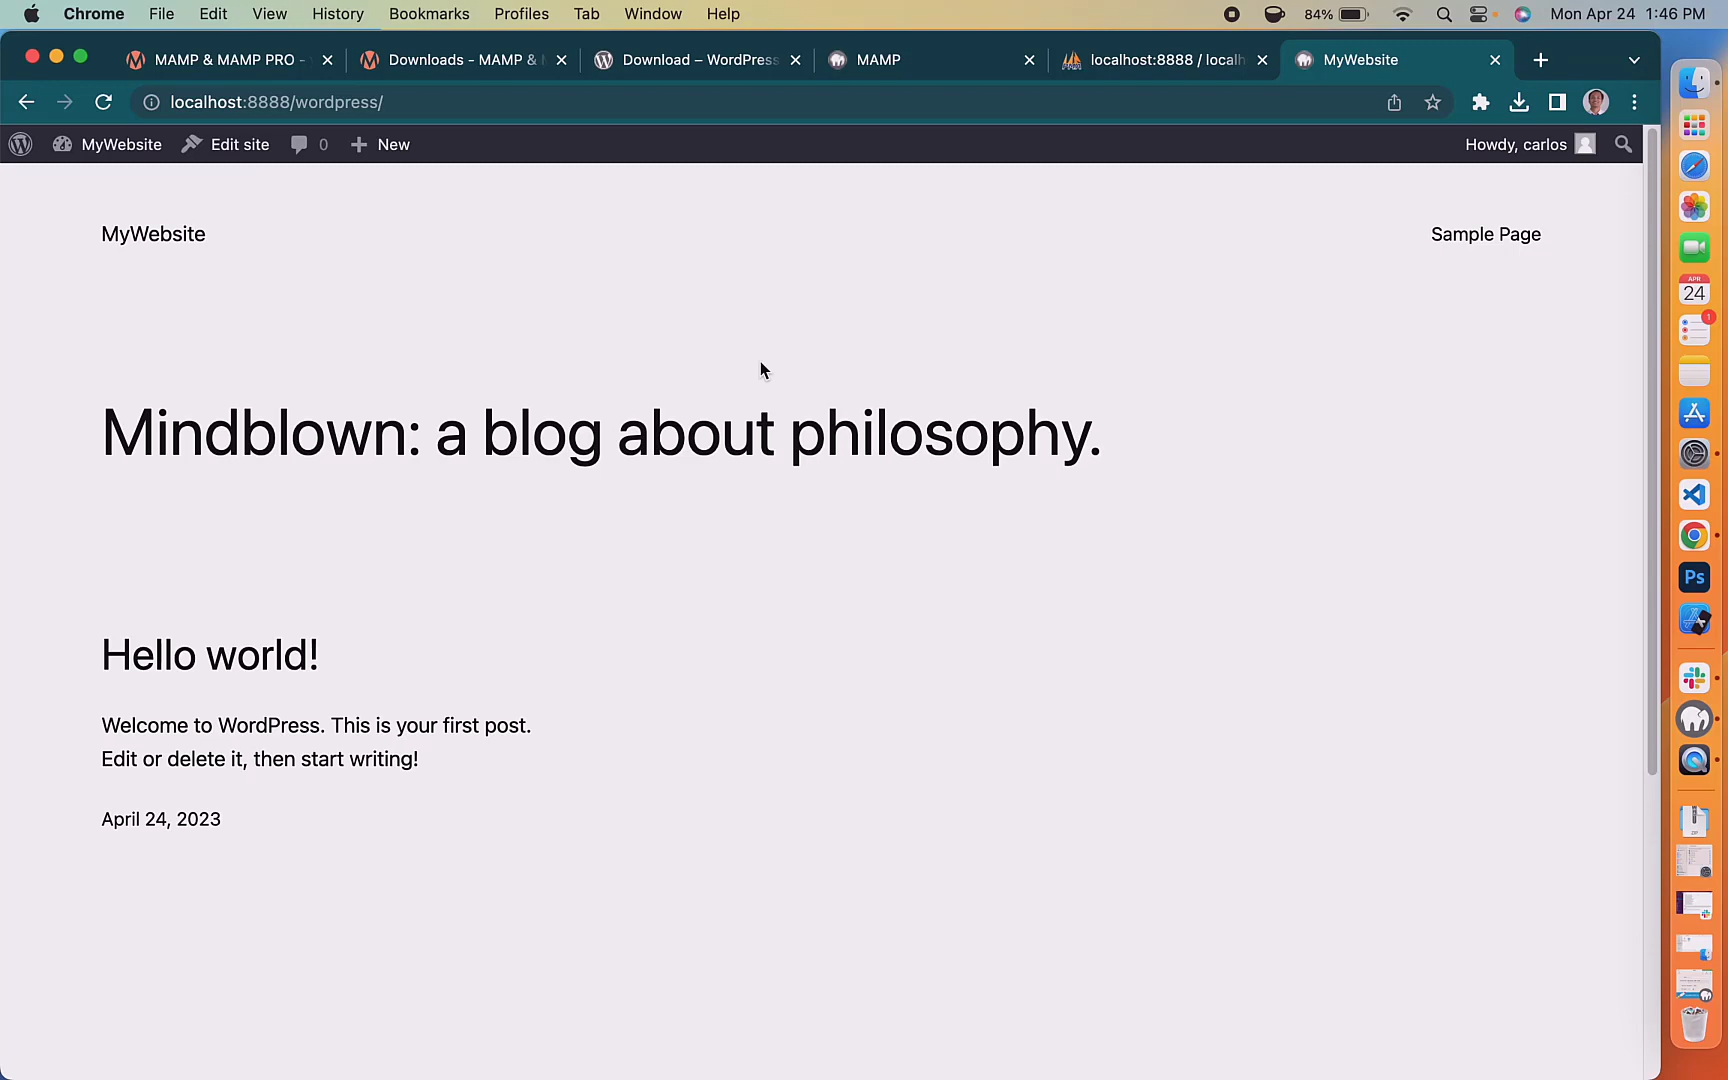 Chrome File Edit View History Bookmarks Profiles Tab Window Help 84% Mon Apr 24 1:46 PM
MAMP & MAMP PRO - Downloads - MAMP & Download – WordPress MAMP localhost:8888 / localh MyWebsite
localhost:8888/wordpress/
MyWebsite Edit site 0 New Howdy, carlos
MyWebsite Sample Page
Mindblown: a blog about philosophy.
Hello world!
Welcome to WordPress. This is your first post.
Edit or delete it, then start writing!
April 24, 2023
APR
24
1
Ps
ZIP